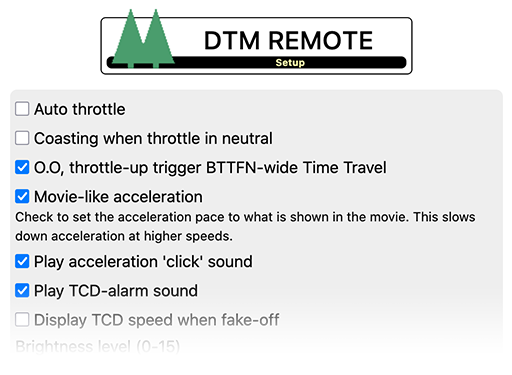 DTM REMOTE
Setup
Auto throttle
Coasting when throttle in neutral
O.O, throttle-up trigger BTTFN-wide Time Travel
Movie-like acceleration
Check to set the acceleration pace to what is shown in the movie. This slows
down acceleration at higher speeds.
Play acceleration 'click' sound
Play TCD-alarm sound
Display TCD speed when fake-off
Brightness level (0-15)